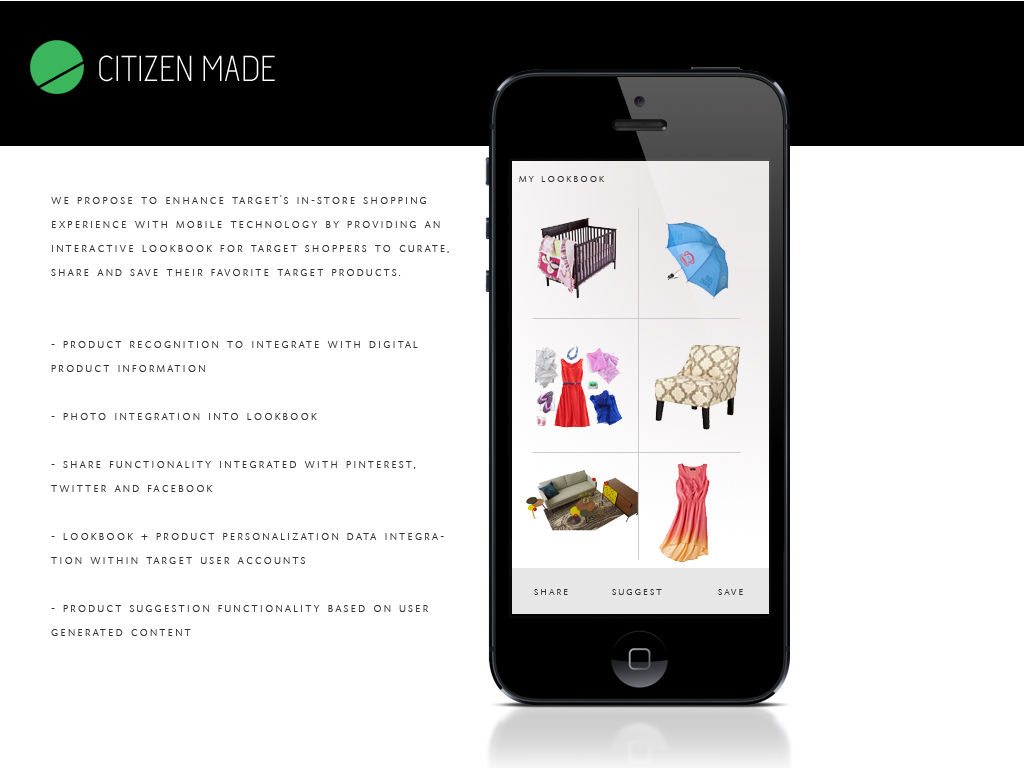 CITIZEN MADE
WE PROPOSE TO ENHANCE TARGET'S IN-STORE SHOPPING
EXPERIENCE WITH MOBILE TECHNOLOGY BY PROVIDING AN
INTERACTIVE LOOKBOOK FOR TARGET SHOPPERS TO CURATE,
SHARE AND SAVE THEIR FAVORITE TARGET PRODUCTS.
- PRODUCT RECOGNITION TO INTEGRATE WITH DIGITAL
PRODUCT INFORMATION
- PHOTO INTEGRATION INTO LOOKBOOK
- SHARE FUNCTIONALITY INTEGRATED WITH PINTEREST,
TWITTER AND FACEBOOK
- LOOKBOOK + PRODUCT PERSONALIZATION DATA INTEGRA-
TION WITHIN TARGET USER ACCOUNTS
- PRODUCT SUGGESTION FUNCTIONALITY BASED ON USER
GENERATED CONTENT
MY LOOKBOOK
SHARE SUGGEST SAVE